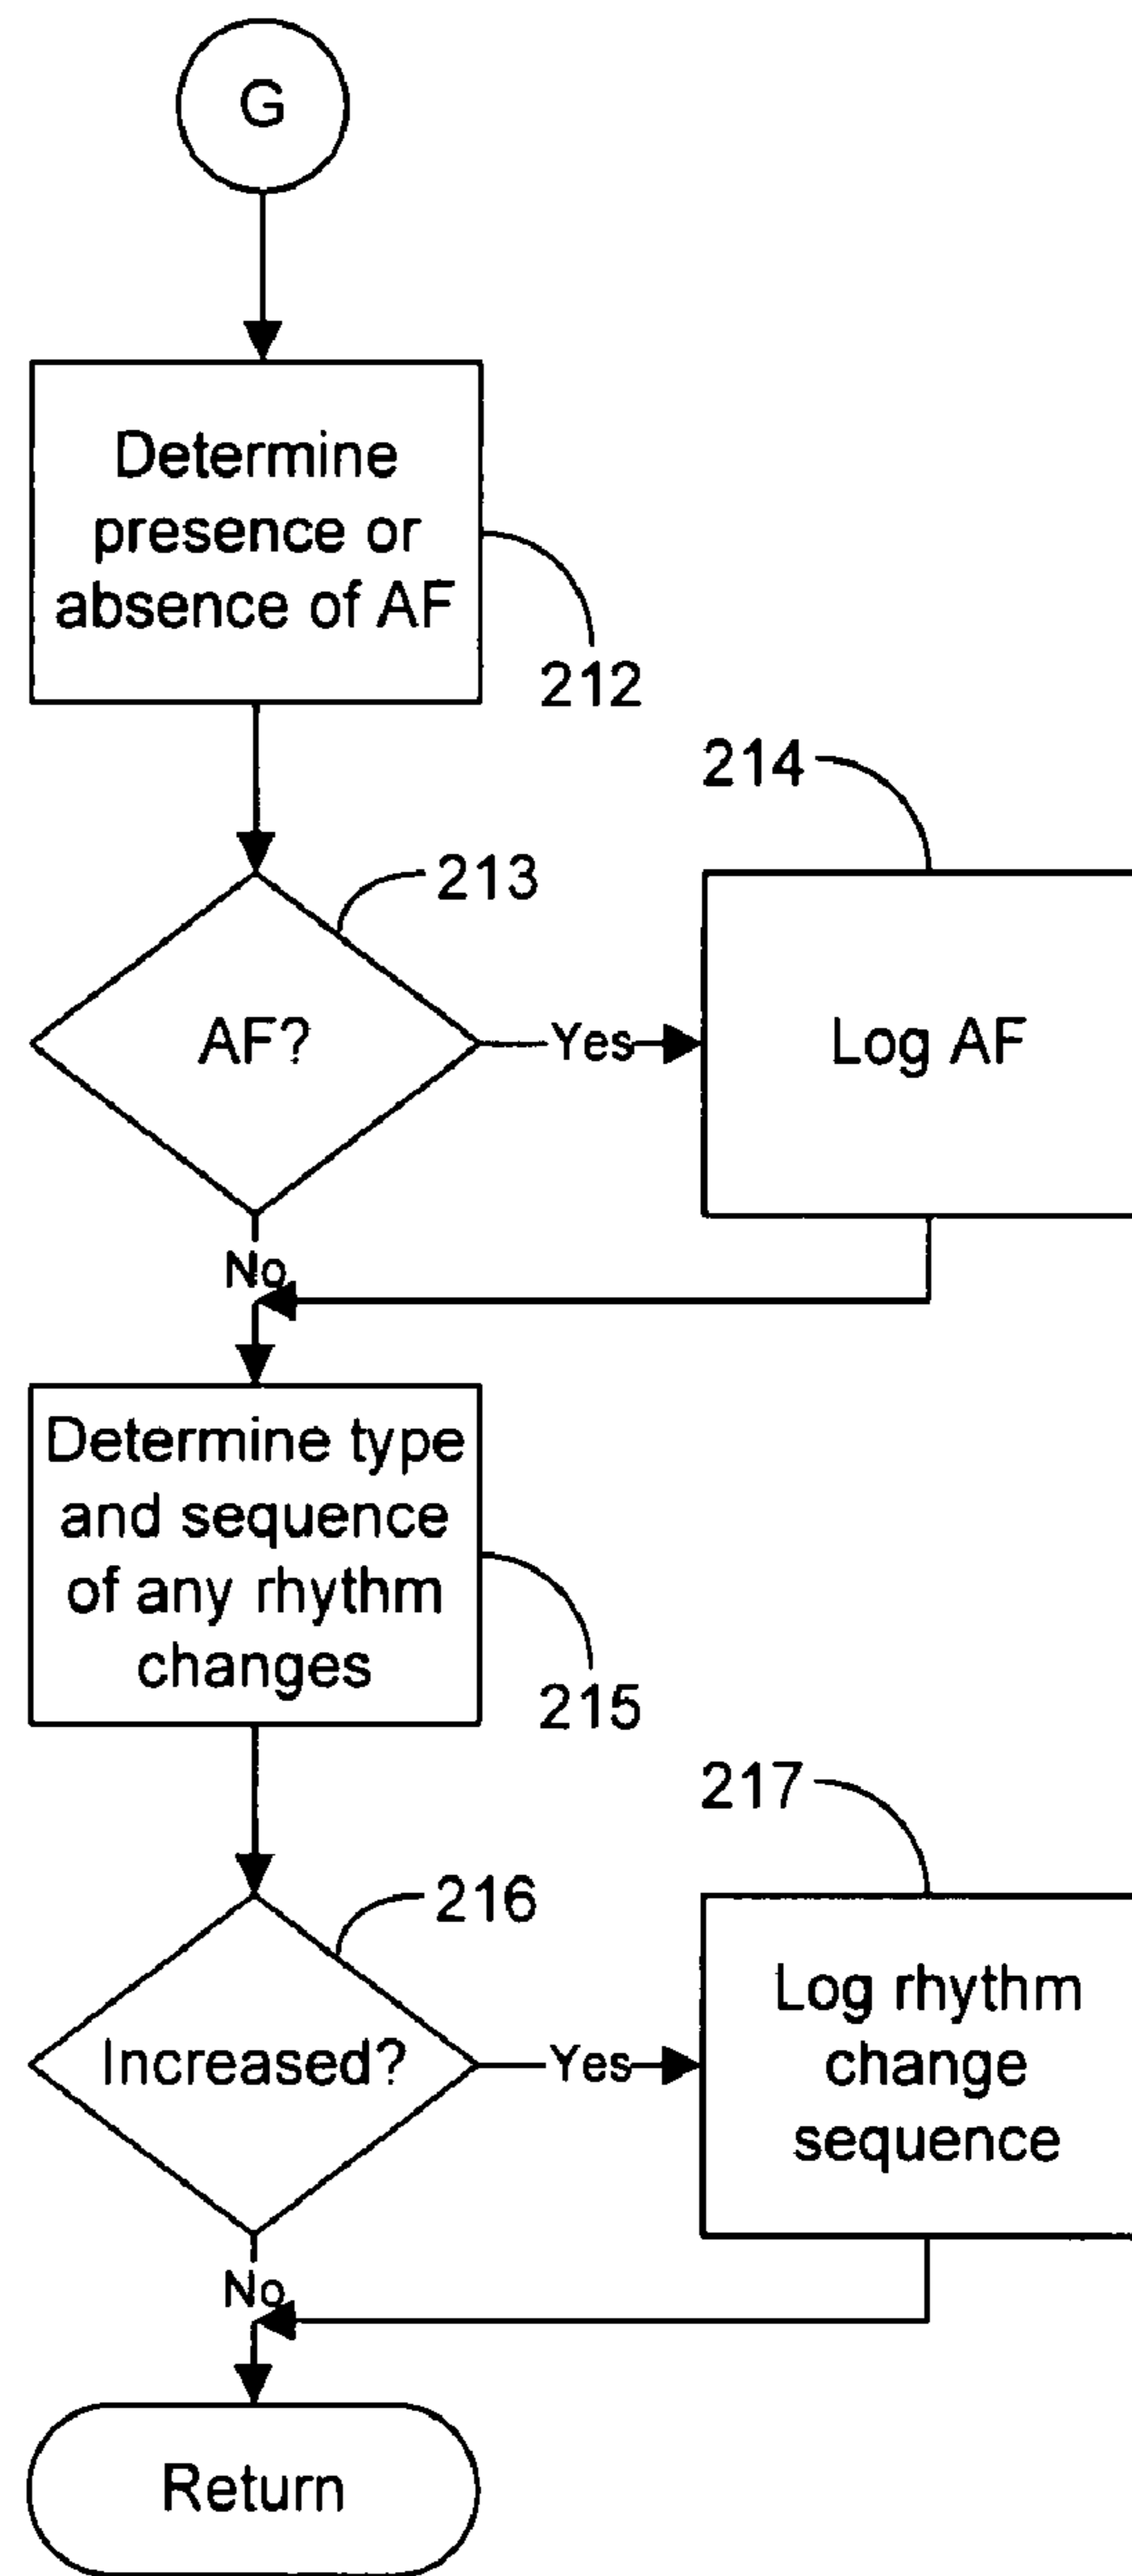 G
Determine
presence or
absence of AF
212
214
213
AF?
Yes
Log AF
No
Determine type
and sequence
of any rhythm
changes
215
217
216
Increased?
Yes
Log rhythm
change
sequence
No
Return